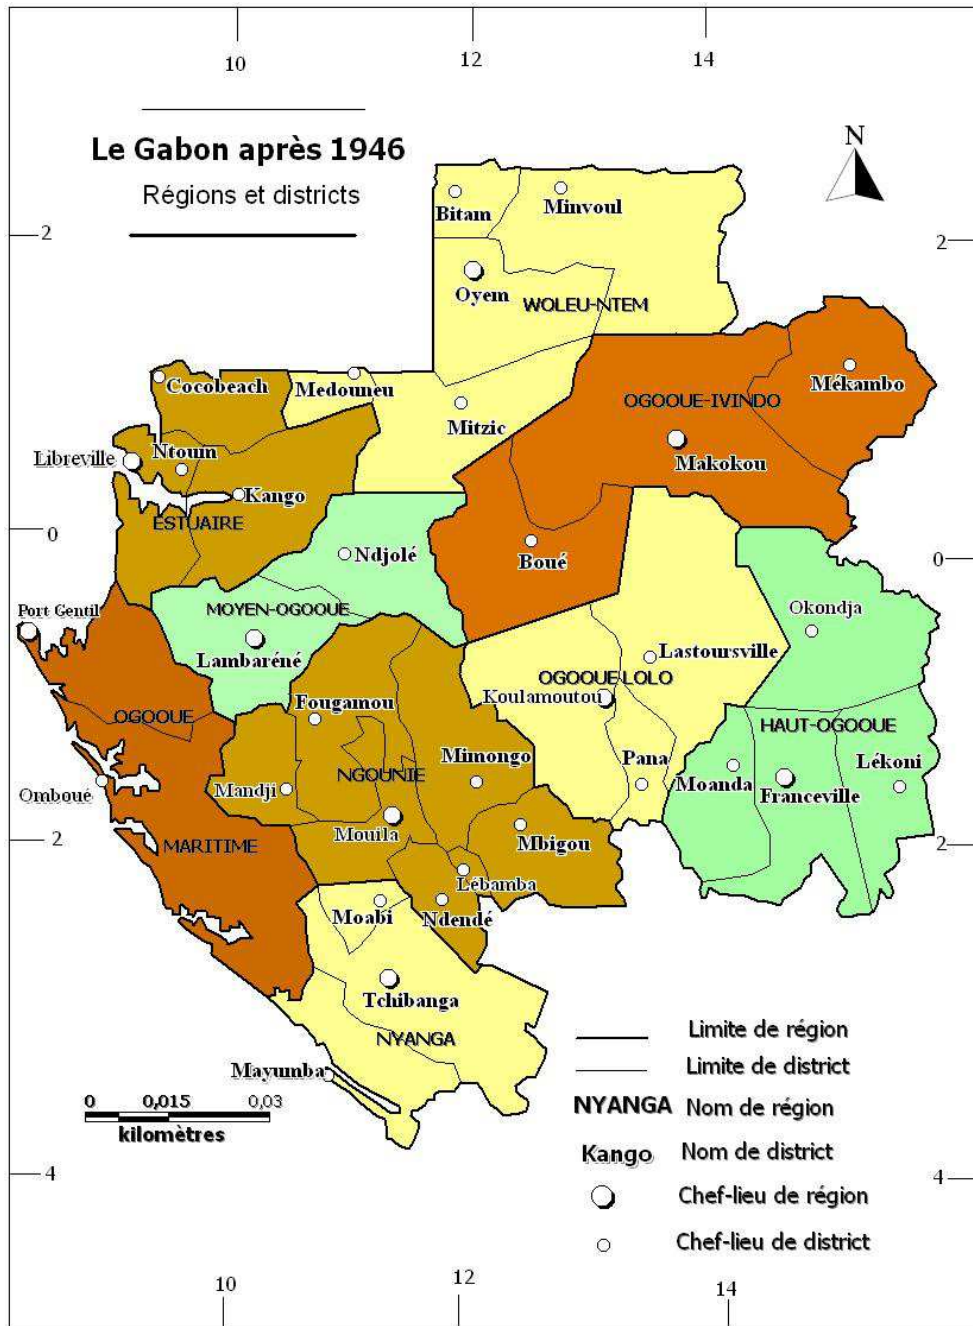 10
12
14
Le Gabon après 1946
Régions et districts
N
2
2
Bitam
Minvoul
Oyem
WOLEU-NTEM
Cocobeach
Medouneu
Mitzic
OGOOUE-IVINDO
Mékambo
Makokou
Libreville
Ntoum
Kango
ESTUAIRE
0
0
Ndjolé
Boué
MOYEN-OGOOUE
Lambaréné
Port Gentil
Okondja
Lastoursville
OGOOUE LOLO
Koulamoutou
OGOOUE
Fougamou
HAUT-OGOOUE
Mimongo
NGOUNIE
Pana
Moanda
Lékoni
Franceville
Omboué
Mandji
Mouila
Mbigou
2
2
MARITIME
Lébamba
Moabi
Ndendé
Tchibanga
NYANGA
Mayumba
0 0,015 0,03
kilomètres
Limite de région
Limite de district
NYANGA Nom de région
Kango Nom de district
Chef-lieu de région
Chef-lieu de district
4
4
10
12
14